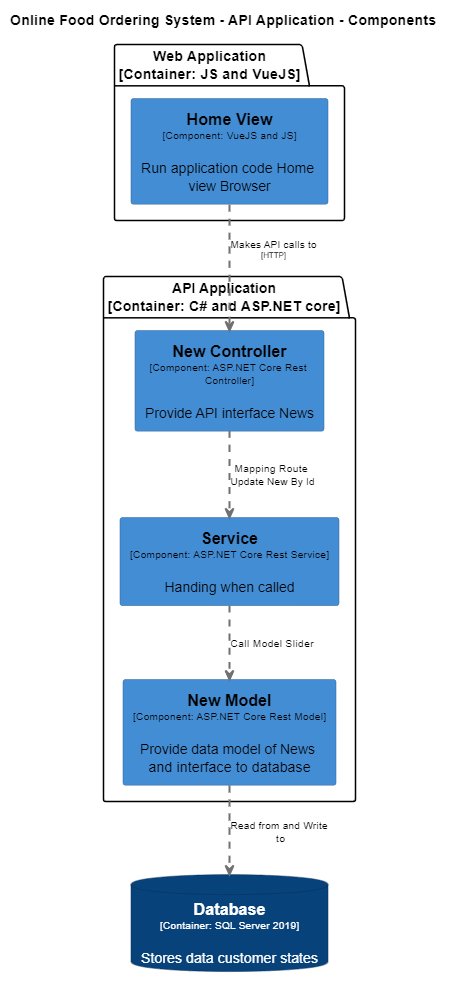 Online Food Ordering System - API Application - Components
Web Application
[Container: JS and VueJS]
Home View
[Component: VueJS and JS]
Run application code Home
view Browser
Makes API calls to
[HTTP]
API Application
[Container: C# and ASP.NET core]
New Controller
[Component: ASP.NET Core Rest
Controller]
Provide API interface News
Mapping Route
Update New By Id
Service
[Component: ASP.NET Core Rest Service]
Handing when called
Call Model Slider
New Model
[Component: ASP.NET Core Rest Model]
Provide data model of News
and interface to database
Read from and Write
to
Database
[Container: SQL Server 2019]
Stores data customer states